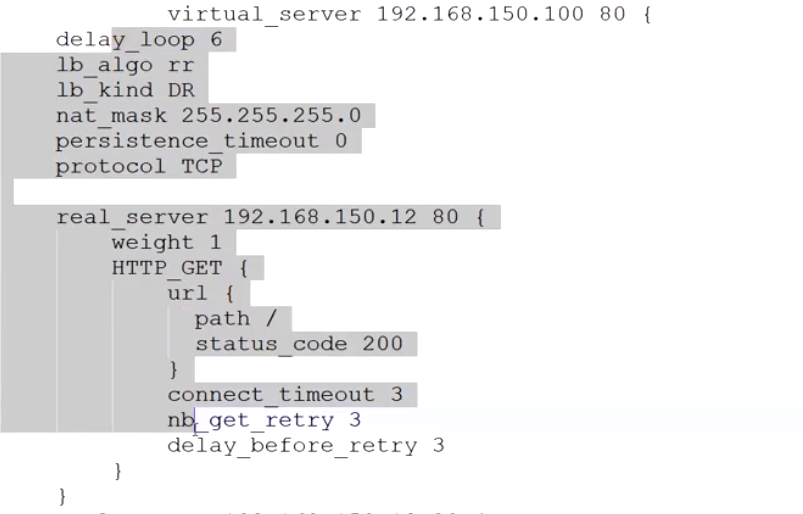 virtual_server 192.168.150.100 80 {
delay_loop 6
lb_algo rr
lb_kind DR
nat_mask 255.255.255.0
persistence_timeout 0
protocol TCP
real_server 192.168.150.12 80 {
weight 1
HTTP_GET {
url {
path /
status_code 200
}
connect_timeout 3
nb_get_retry 3
delay_before_retry 3
}
}